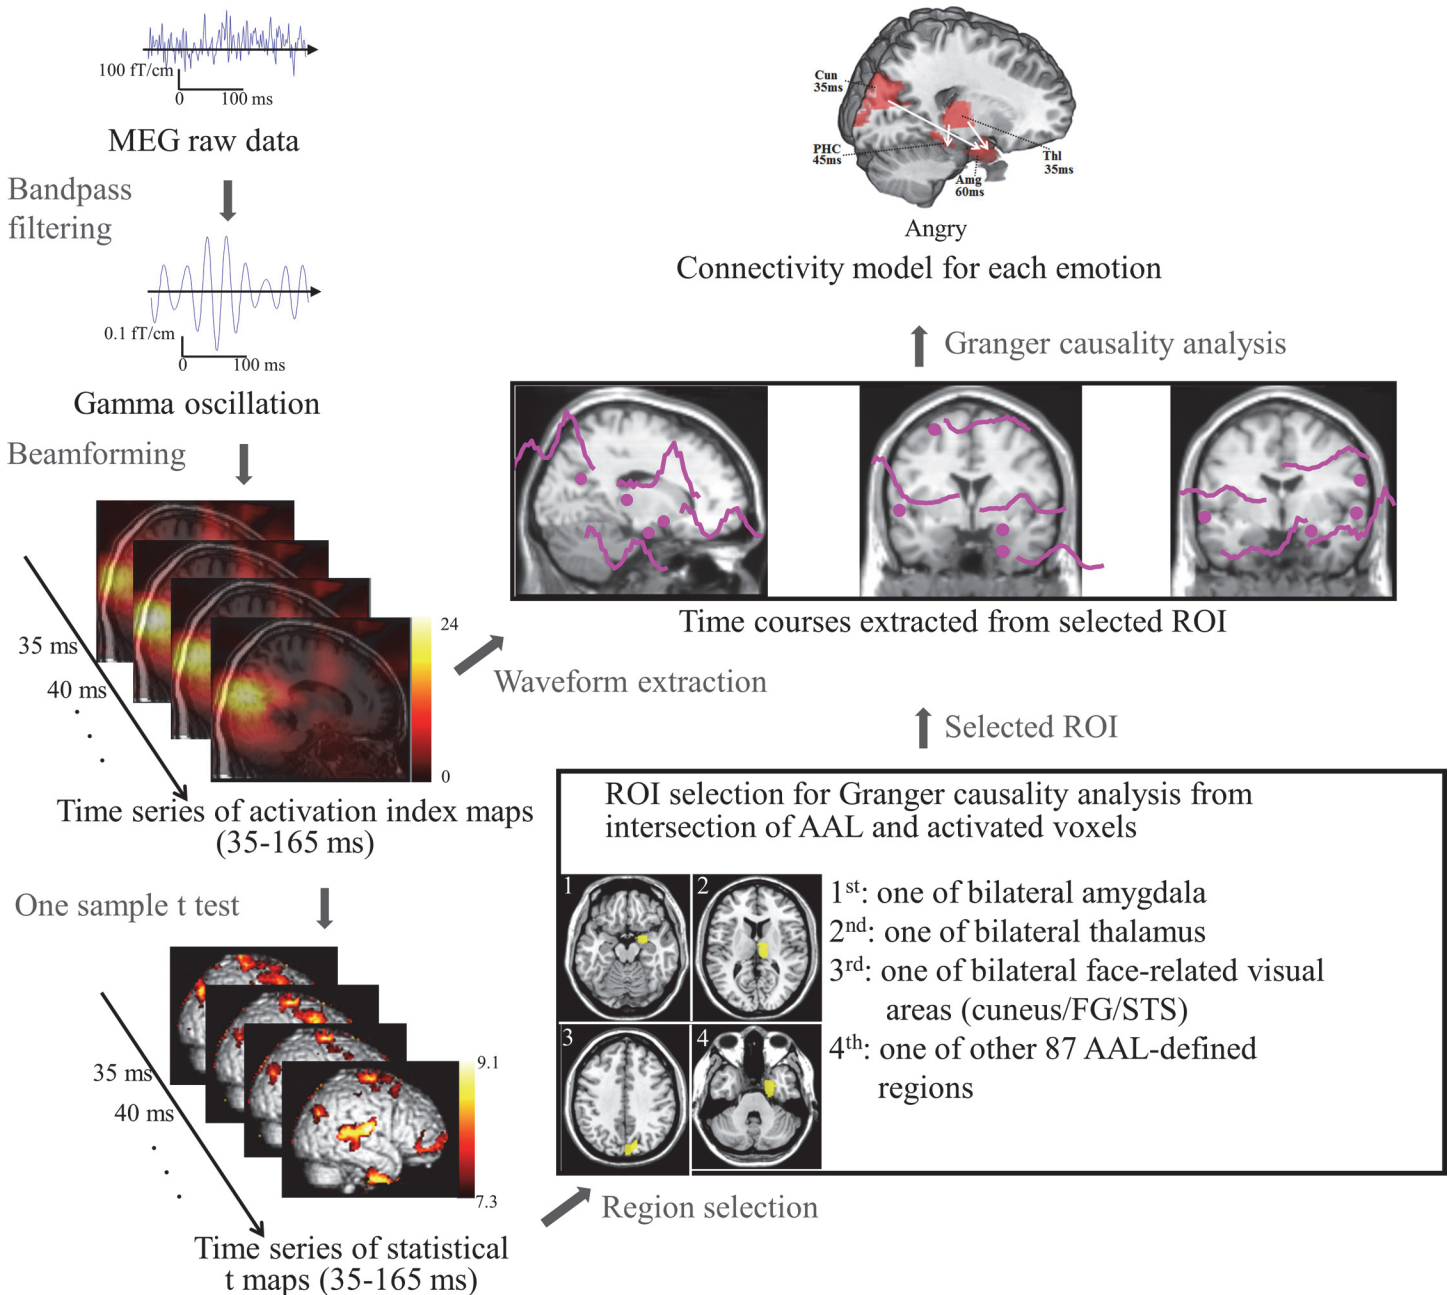 100 fT/cm
0
100 ms
MEG raw data
Bandpass
filtering
0.1 fT/cm
0
100 ms
Gamma oscillation
Beamforming
35 ms
40 ms
24
0
Time series of activation index maps
(35-165 ms)
One sample t test
35 ms
40 ms
9.1
7.3
Time series of statistical
t maps (35-165 ms)
Region selection
ROI selection for Granger causality analysis from
intersection of AAL and activated voxels
1
2
3
4
1st: one of bilateral amygdala
2nd: one of bilateral thalamus
3rd: one of bilateral face-related visual
areas (cuneus/FG/STS)
4th: one of other 87 AAL-defined
regions
Selected ROI
Waveform extraction
Time courses extracted from selected ROI
Granger causality analysis
Connectivity model for each emotion
Angry
Cun
35ms
PHC
45ms
Amg
60ms
Thl
35ms